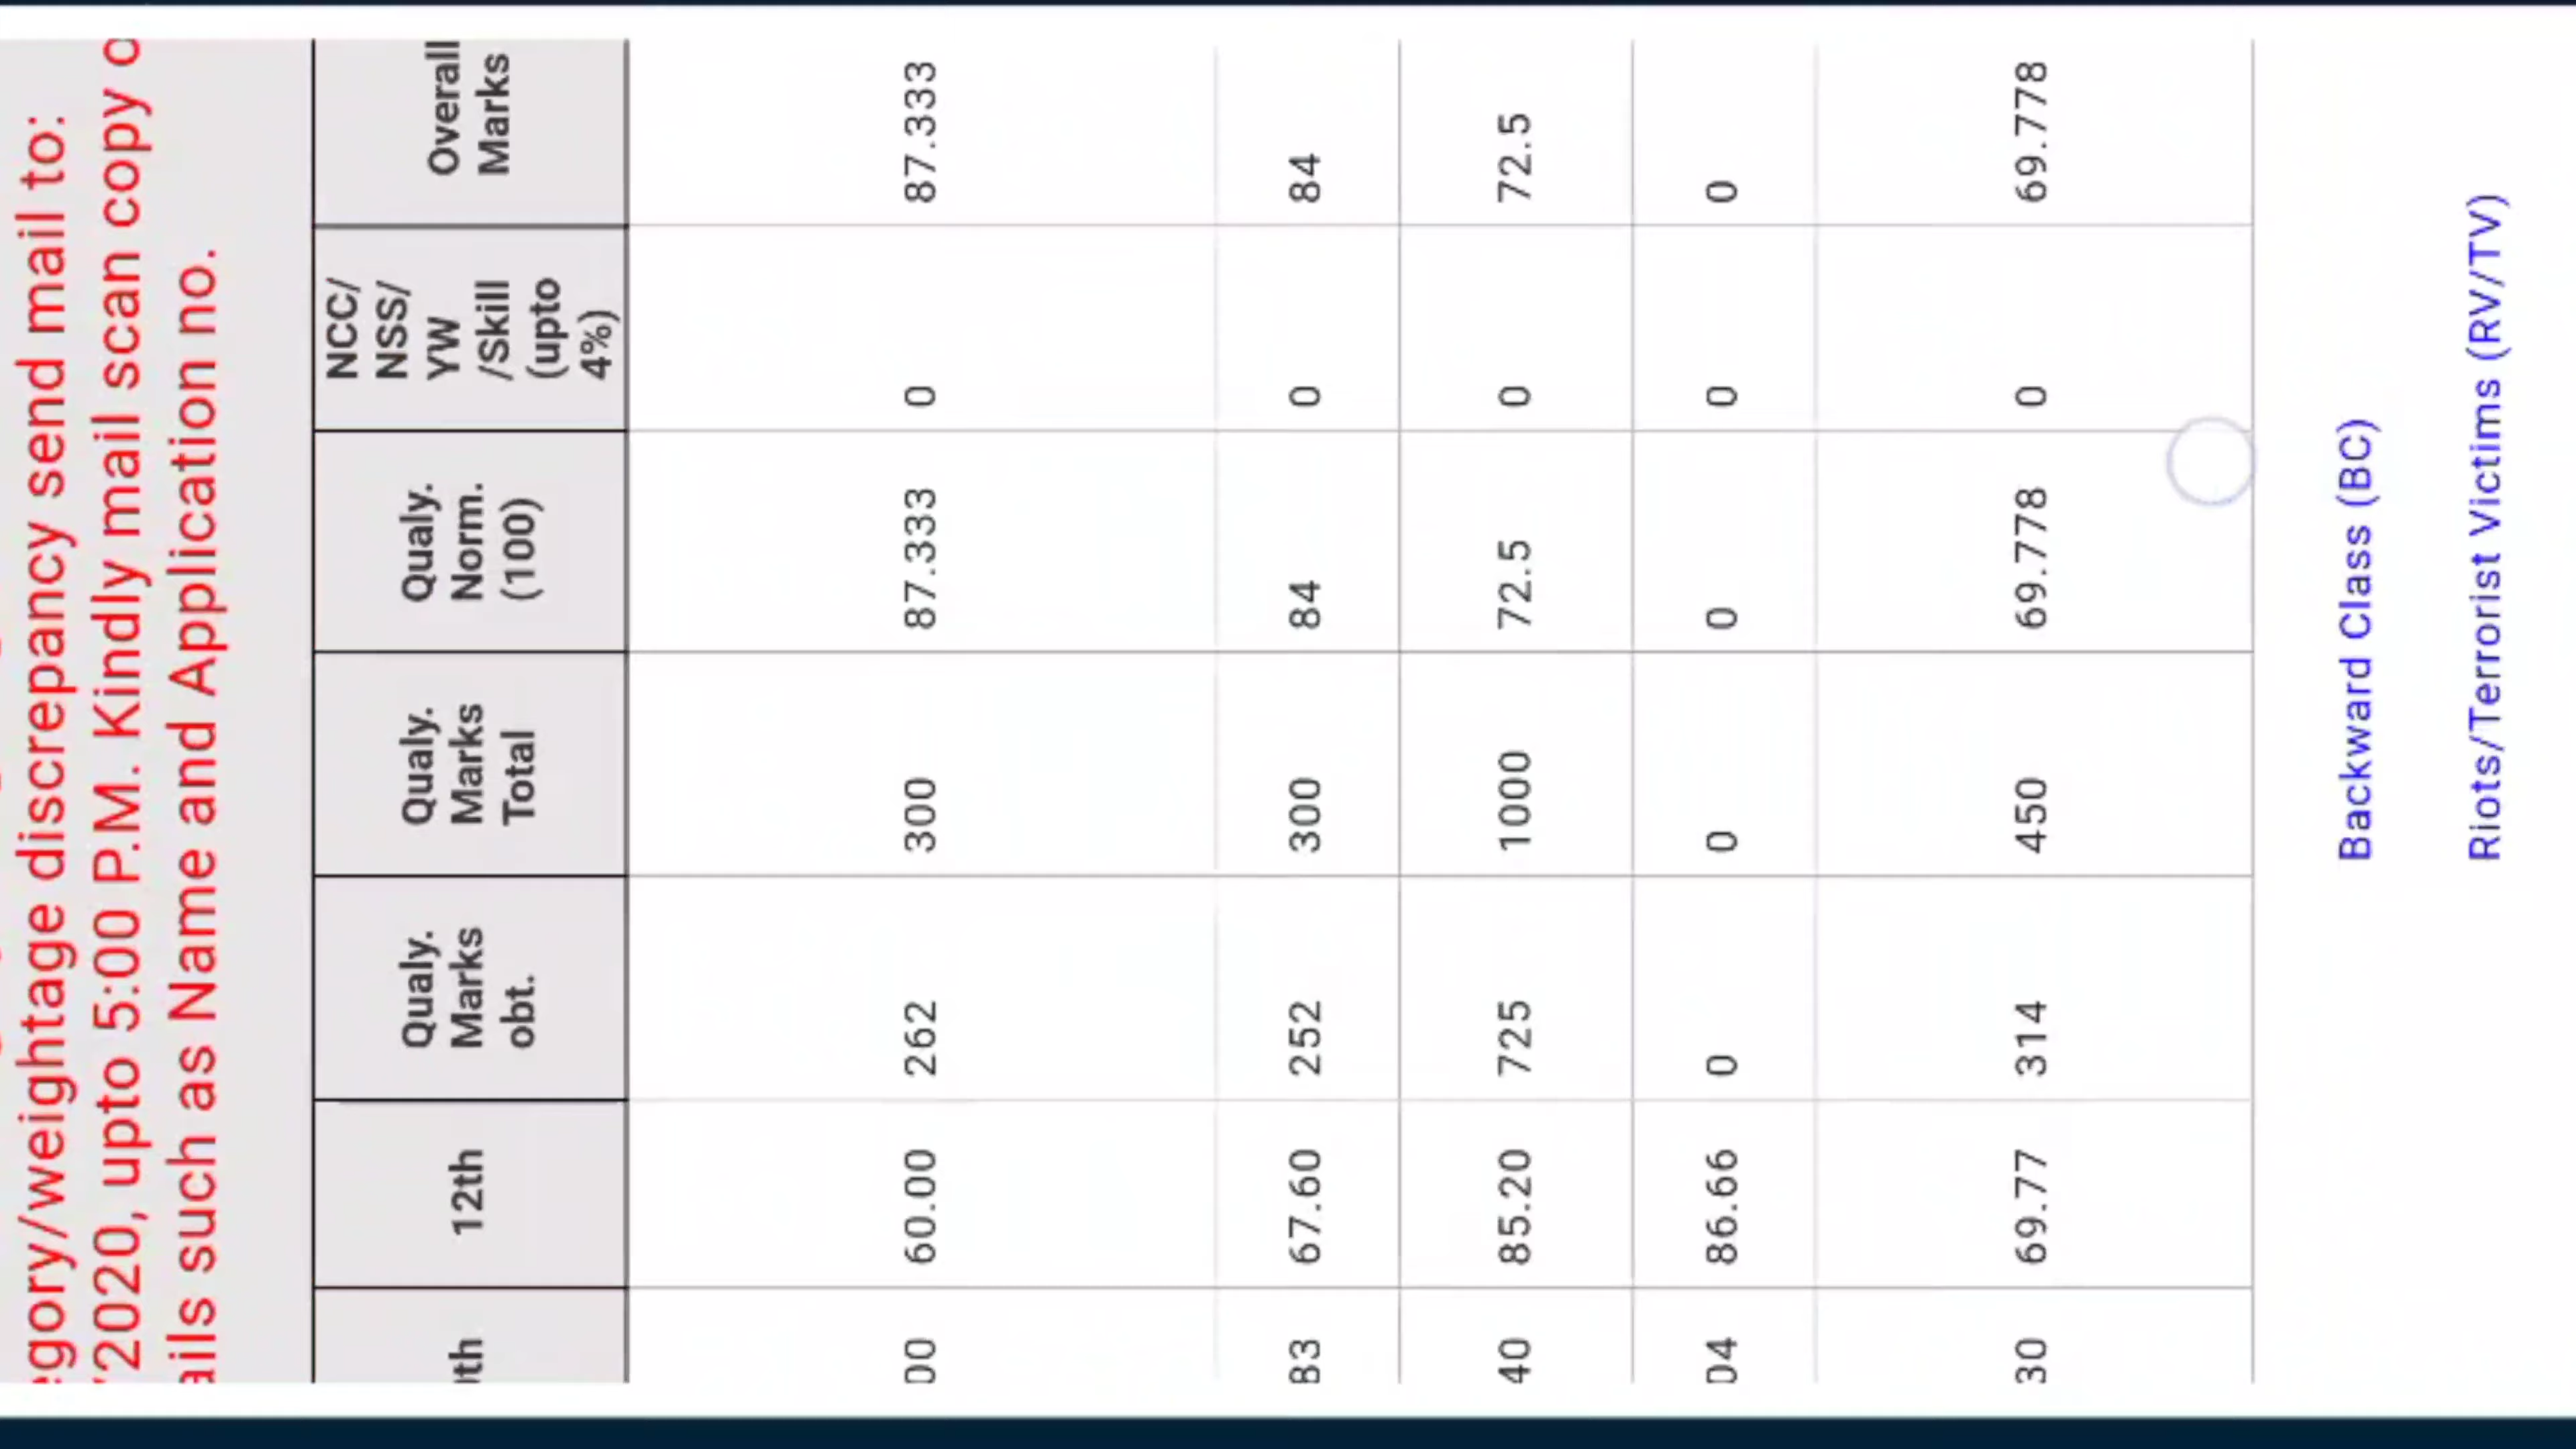 egory/weightage discrepancy send mail to:
2020, upto 5:00 P.M. Kindly mail scan copy
ails such as Name and Application no.
th 12th Qualy. Marks obt. Qualy. Marks Total Qualy. Norm. (100) NCC/ NSS/ YW /Skill (upto 4%) Overall Marks
00 60.00 262 300 87.333 0 87.333
83 67.60 252 300 84 0 84
40 85.20 725 1000 72.5 0 72.5
04 86.66 0 0 0 0 0
30 69.77 314 450 69.778 0 69.778
Backward Class (BC)
Riots/Terrorist Victims (RV/TV)